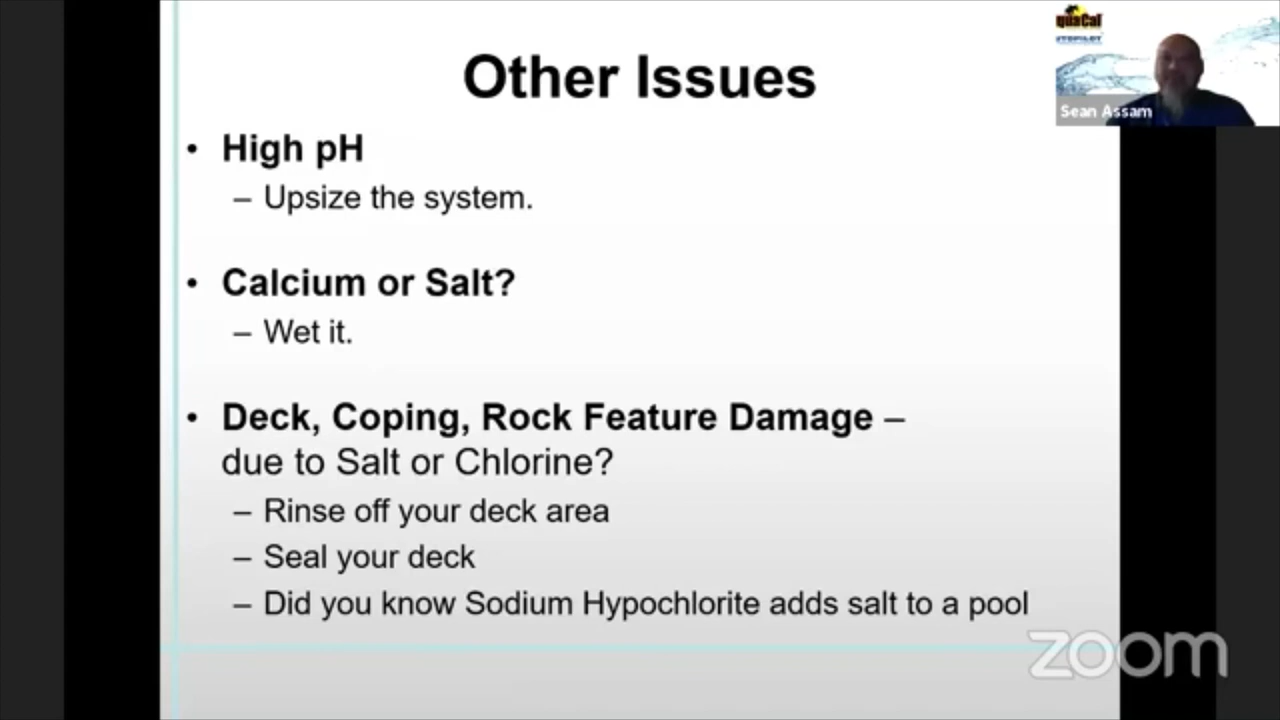 Other Issues
• High pH
– Upsize the system.
• Calcium or Salt?
– Wet it.
• Deck, Coping, Rock Feature Damage –
due to Salt or Chlorine?
– Rinse off your deck area
– Seal your deck
– Did you know Sodium Hypochlorite adds salt to a pool
quaCal
UTOPILOT
Sean Assam
zoom